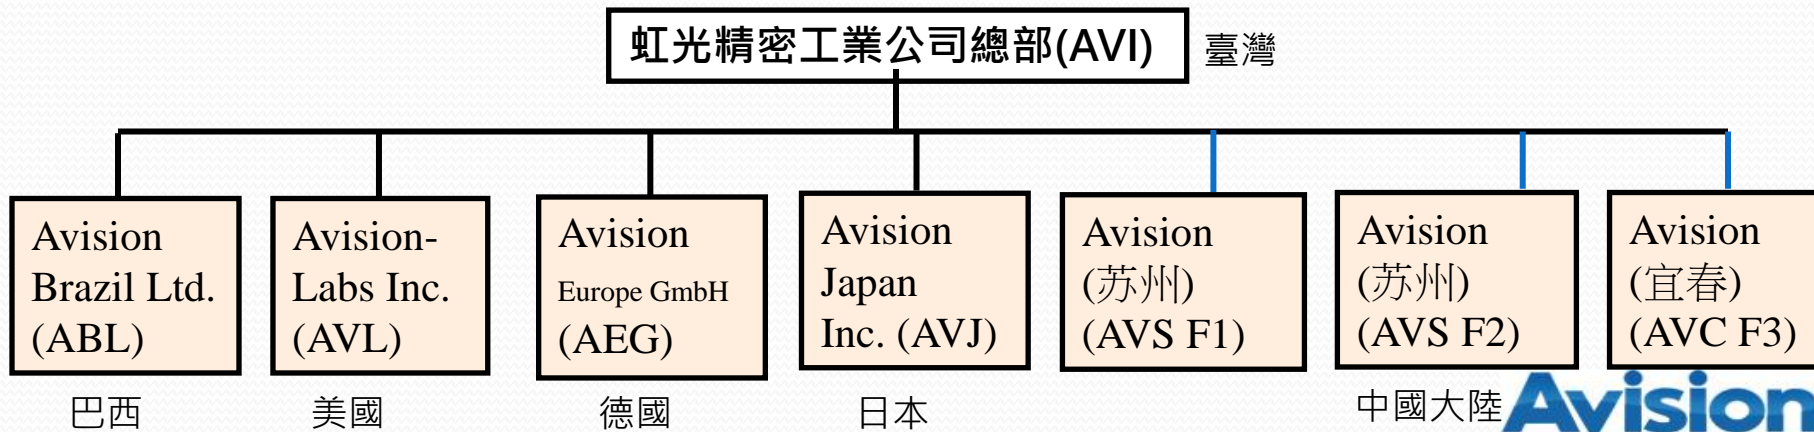 虹光精密工業公司總部(AVI)
臺灣
Avision
Brazil Ltd.
(ABL)
Avision-
Labs Inc.
(AVL)
Avision
Europe GmbH
(AEG)
Avision
Japan
Inc. (AVJ)
Avision
(苏州)
(AVS F1)
Avision
(苏州)
(AVS F2)
Avision
(宜春)
(AVC F3)
巴西
美國
德國
日本
中國大陸
Avision